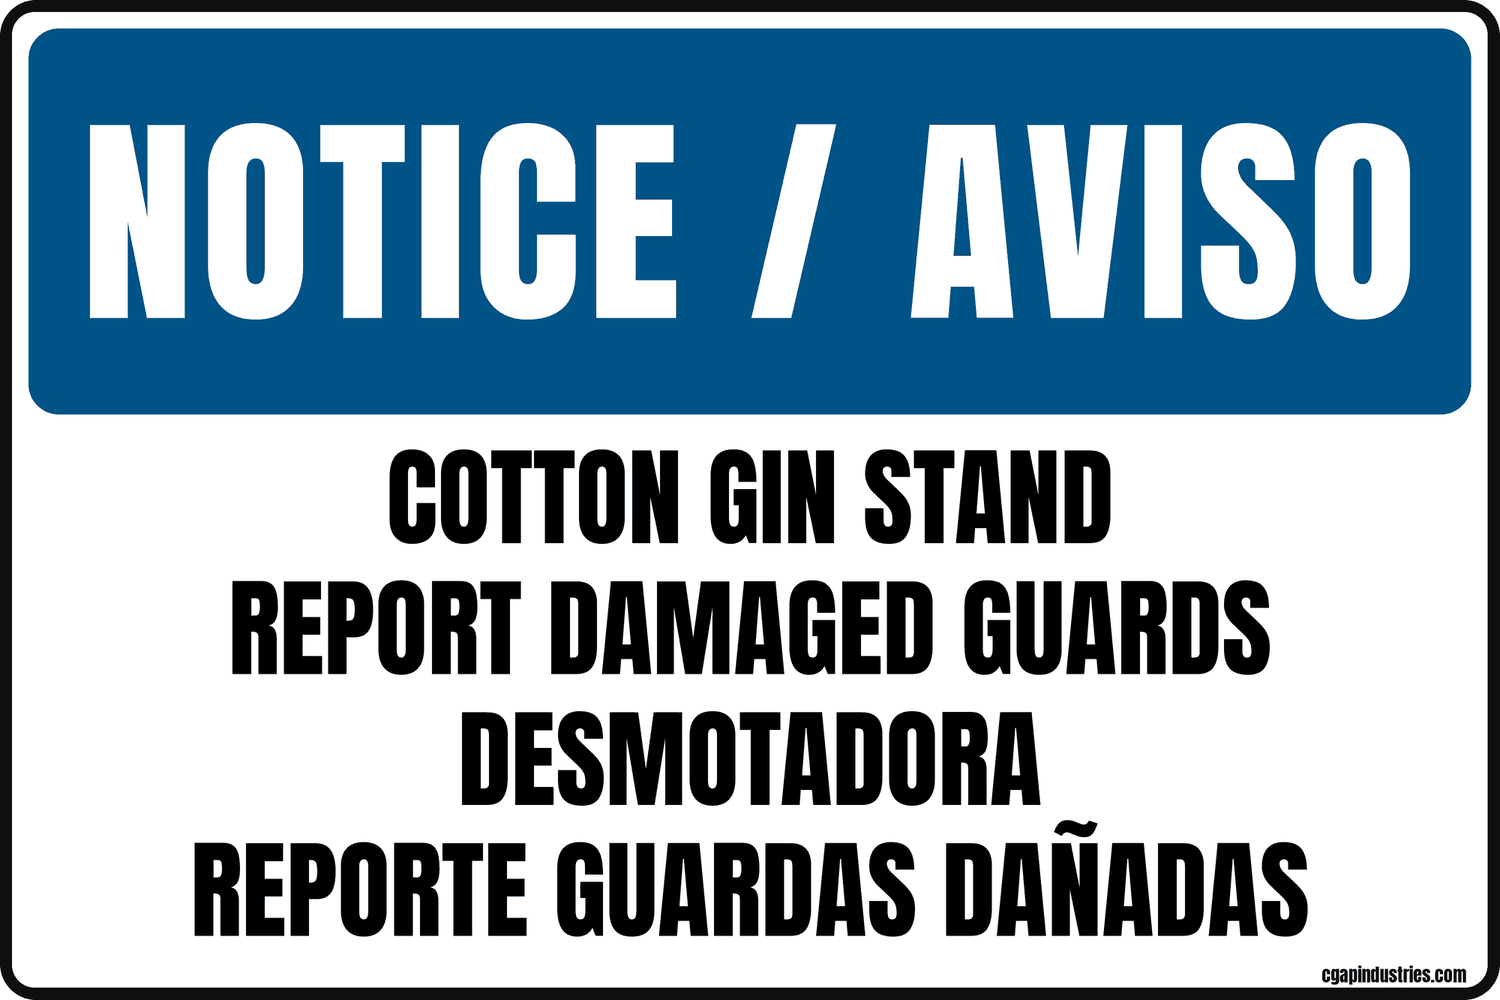 NOTICE / AVISO
COTTON GIN STAND
REPORT DAMAGED GUARDS
DESMOTADORA
REPORTE GUARDAS DAÑADAS
cgapindustries.com